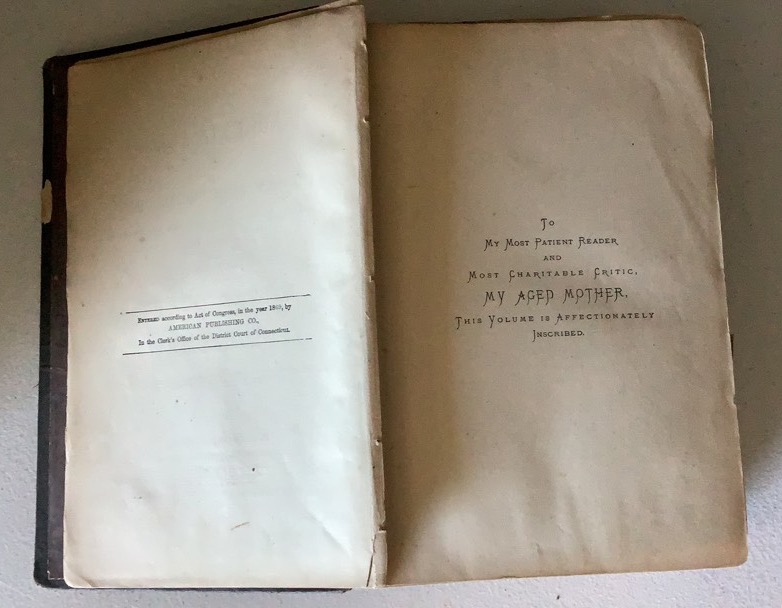 Entered according to Act of Congress, in the year 1869, by
AMERICAN PUBLISHING CO.,
In the Clerk's Office of the District Court of Connecticut.
To
My Most Patient Reader
and
Most Charitable Critic,
MY AGED MOTHER,
This Volume is Affectionately
Inscribed.